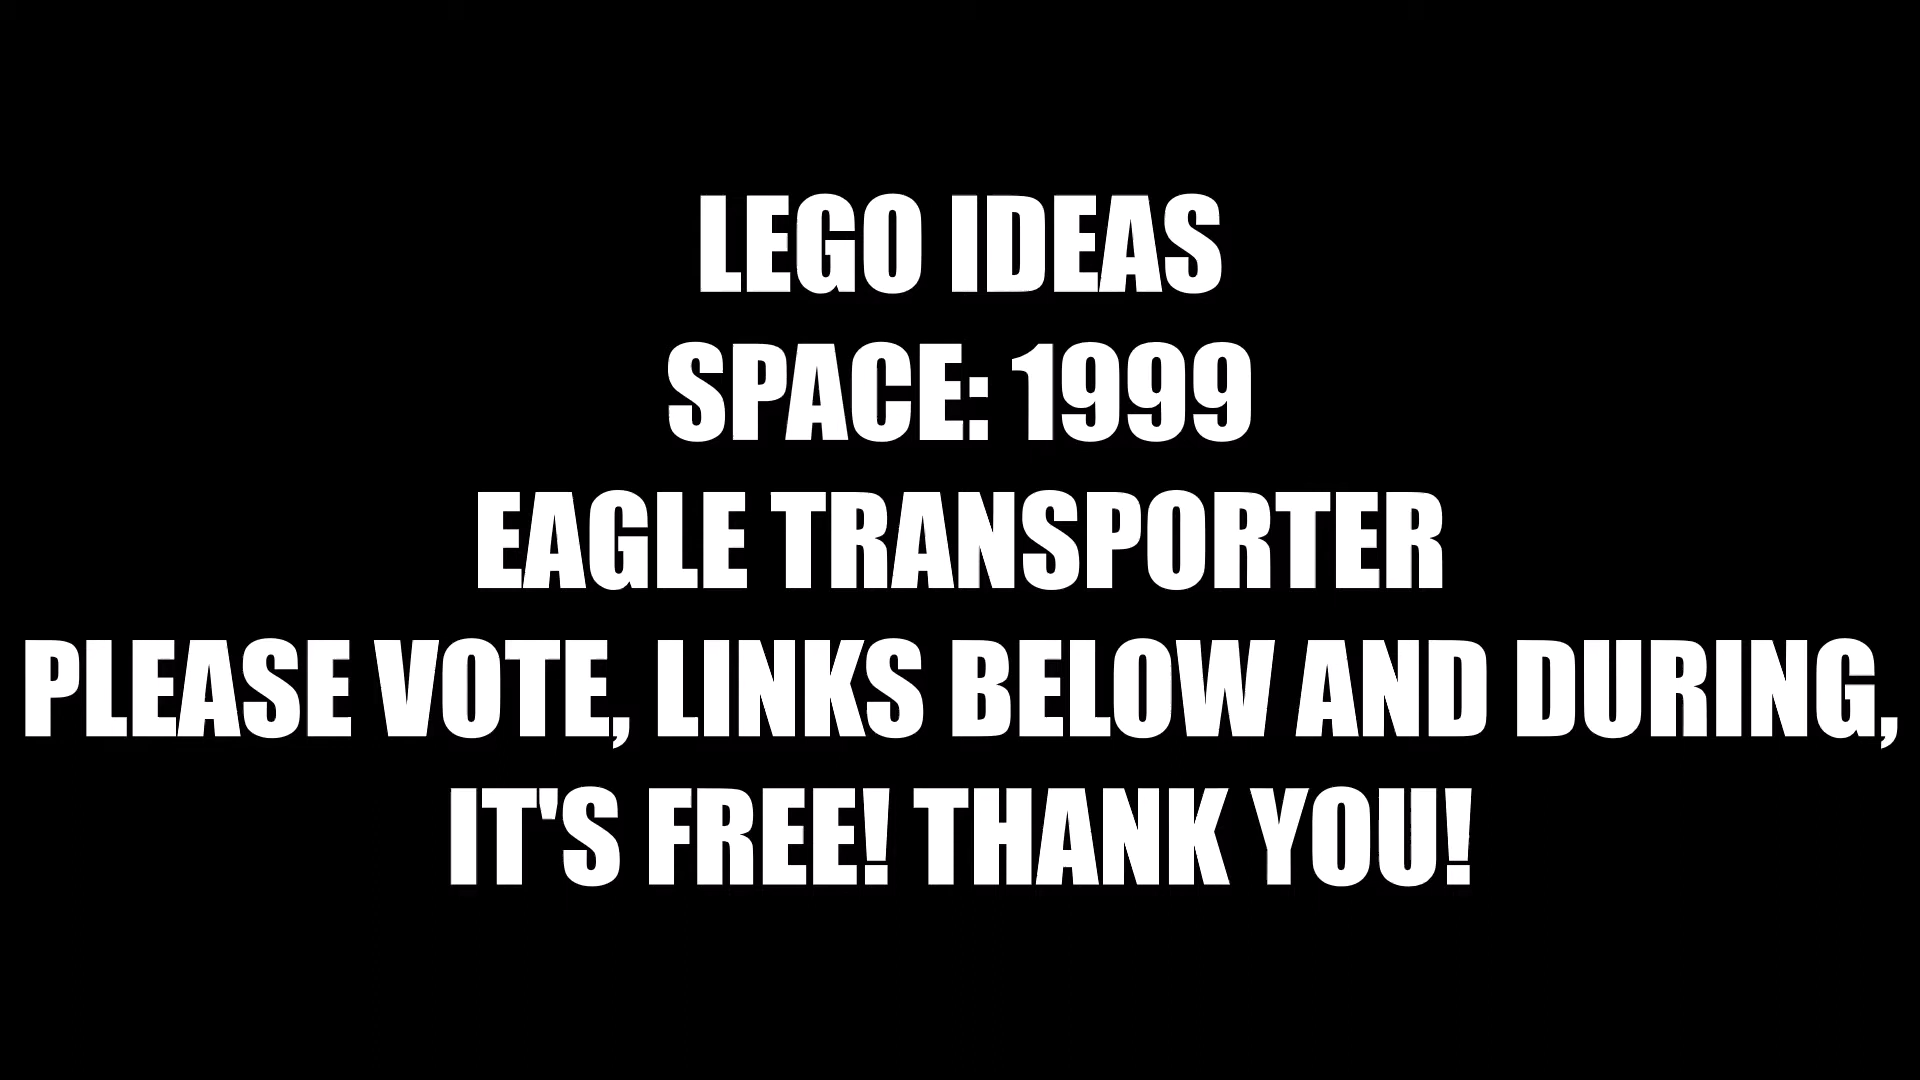 LEGO IDEAS
SPACE: 1999
EAGLE TRANSPORTER
PLEASE VOTE, LINKS BELOW AND DURING,
IT'S FREE! THANK YOU!